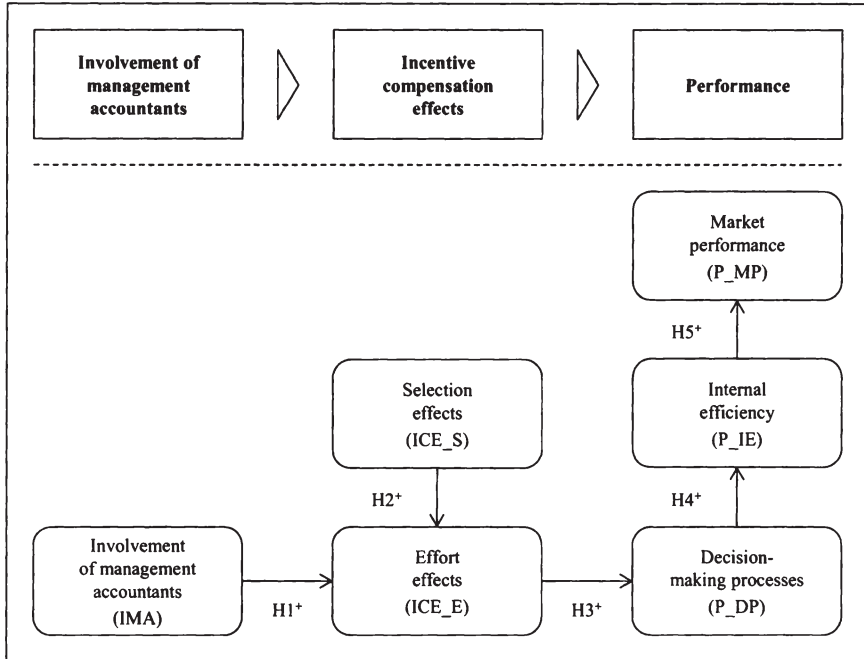 Involvement of
management
accountants
Incentive
compensation
effects
Performance
Market
performance
(P_MP)
H5+
Selection
effects
(ICE_S)
Internal
efficiency
(P_IE)
H2+
H4+
Involvement
of management
accountants
(IMA)
H1+
Effort
effects
(ICE_E)
H3+
Decision-
making processes
(P_DP)